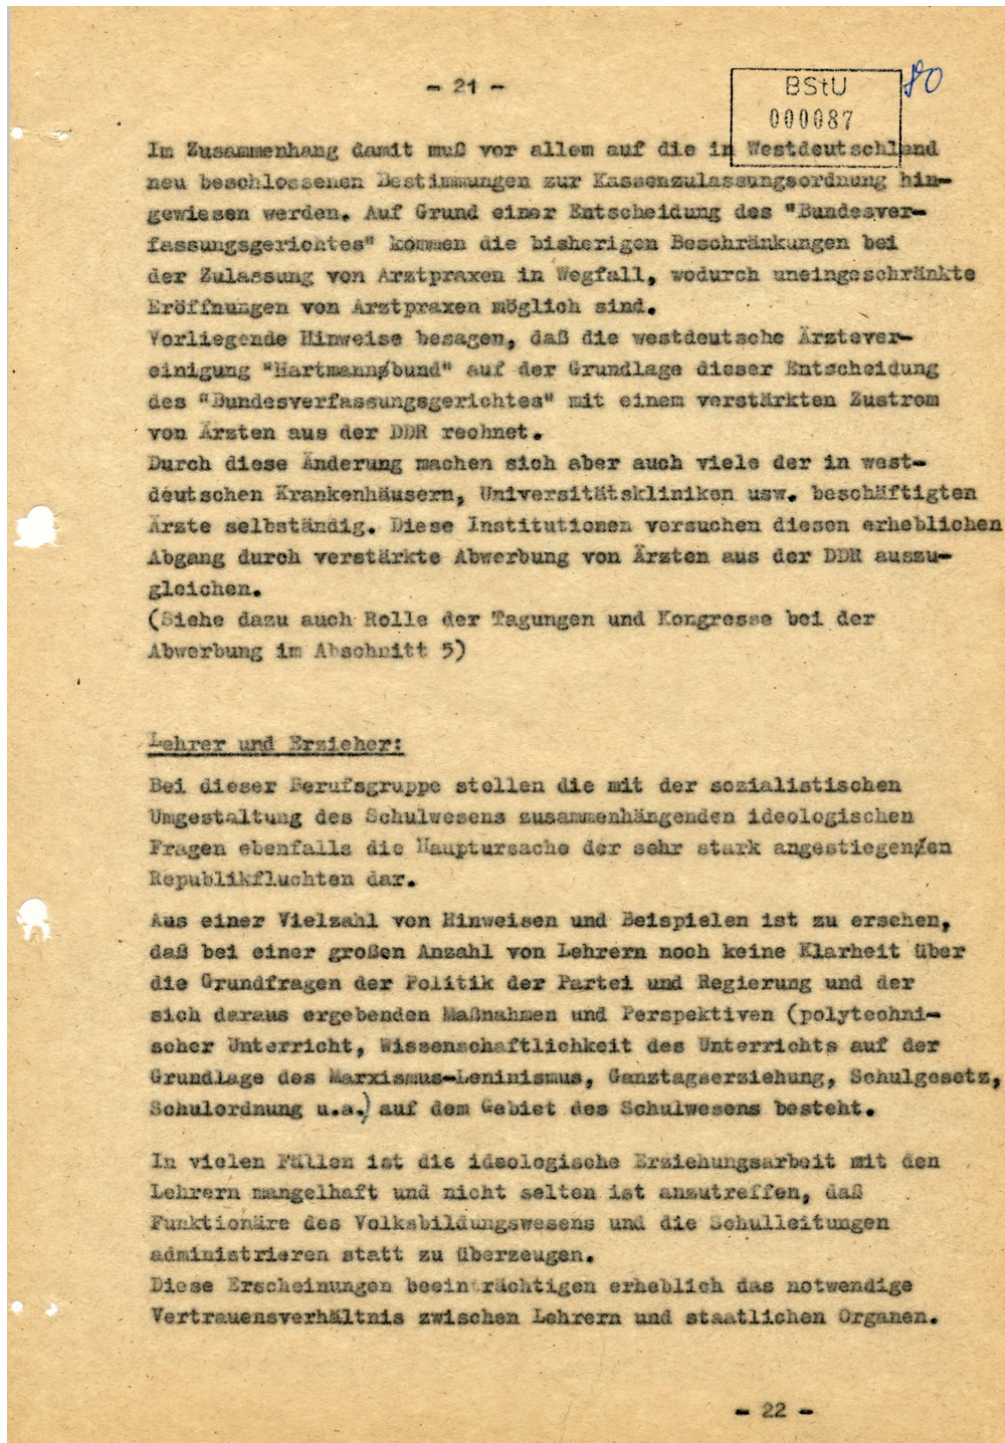 - 21 -
BStU
000087
80
Im Zusammenhang damit muß vor allem auf die in Westdeutschland
neu beschlossenen Bestimmungen zur Kassenzulassungsordnung hin-
gewiesen werden. Auf Grund einer Entscheidung des "Bundesver-
fassungsgerichtes" kommen die bisherigen Beschränkungen bei
der Zulassung von Arztpraxen in Wegfall, wodurch uneingeschränkte
Eröffnungen von Arztpraxen möglich sind.
Vorliegende Hinweise besagen, daß die westdeutsche Ärztever-
einigung "Hartmann/bund" auf der Grundlage dieser Entscheidung
des "Bundesverfassungsgerichtes" mit einem verstärkten Zustrom
von Ärzten aus der DDR rechnet.
Durch diese Änderung machen sich aber auch viele der in west-
deutschen Krankenhäusern, Universitätskliniken usw. beschäftigten
Ärzte selbständig. Diese Institutionen versuchen diesen erheblichen
Abgang durch verstärkte Abwerbung von Ärzten aus der DDR auszu-
gleichen.
(Siehe dazu auch Rolle der Tagungen und Kongresse bei der
Abwerbung im Abschnitt 5)
Lehrer und Erzieher:
Bei dieser Berufsgruppe stellen die mit der sozialistischen
Umgestaltung des Schulwesens zusammenhängenden ideologischen
Fragen ebenfalls die Hauptursache der sehr stark angestiegen/en
Republikfluchten dar.
Aus einer Vielzahl von Hinweisen und Beispielen ist zu ersehen,
daß bei einer großen Anzahl von Lehrern noch keine Klarheit über
die Grundfragen der Politik der Partei und Regierung und der
sich daraus ergebenden Maßnahmen und Perspektiven (polytechni-
scher Unterricht, Wissenschaftlichkeit des Unterrichts auf der
Grundlage des Marxismus-Leninismus, Ganztagserziehung, Schulgesetz,
Schulordnung u.a.) auf dem Gebiet des Schulwesens besteht.
In vielen Fällen ist die ideologische Erziehungsarbeit mit den
Lehrern mangelhaft und nicht selten ist anzutreffen, daß
Funktionäre des Volksbildungswesens und die Schulleitungen
administrieren statt zu überzeugen.
Diese Erscheinungen beeinträchtigen erheblich das notwendige
Vertrauensverhältnis zwischen Lehrern und staatlichen Organen.
- 22 -